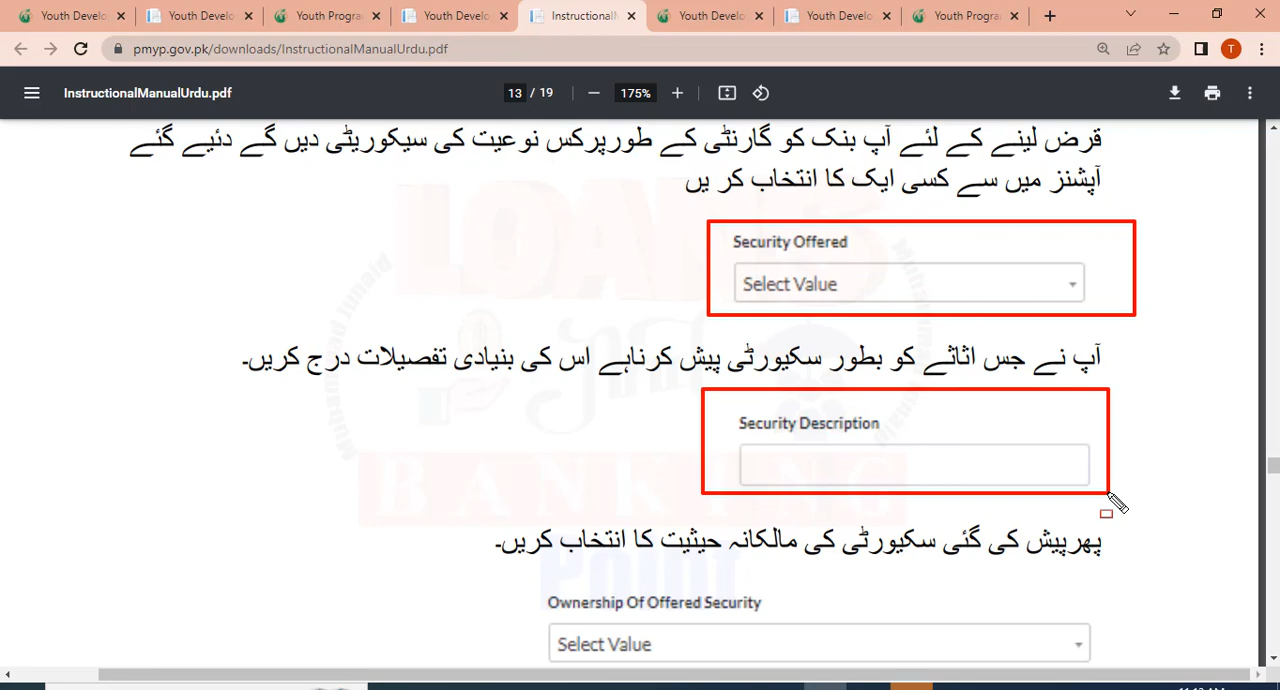 Youth Develo
Youth Develo
Youth Progra
Youth Develo
InstructionalM
Youth Develo
Youth Develo
Youth Progra
pmyp.gov.pk/downloads/InstructionalManualUrdu.pdf
T
InstructionalManualUrdu.pdf
13 / 19
175%
قرض لینے کے لئے آپ بنک کو گارنٹی کے طورپرکس نوعیت کی سیکوریٹی دیں گے دئیے گئے
آپشنز میں سے کسی ایک کا انتخاب کر یں
LOANS
Security Offered
Select Value
آپ نے جس اثاثے کو بطور سکیورٹی پیش کرناہے اس کی بنیادی تفصیلات درج کریں۔
Security Description
BANKING
پھرپیش کی گئی سکیورٹی کی مالکانہ حیثیت کا انتخاب کریں۔
Point
Ownership Of Offered Security
Select Value